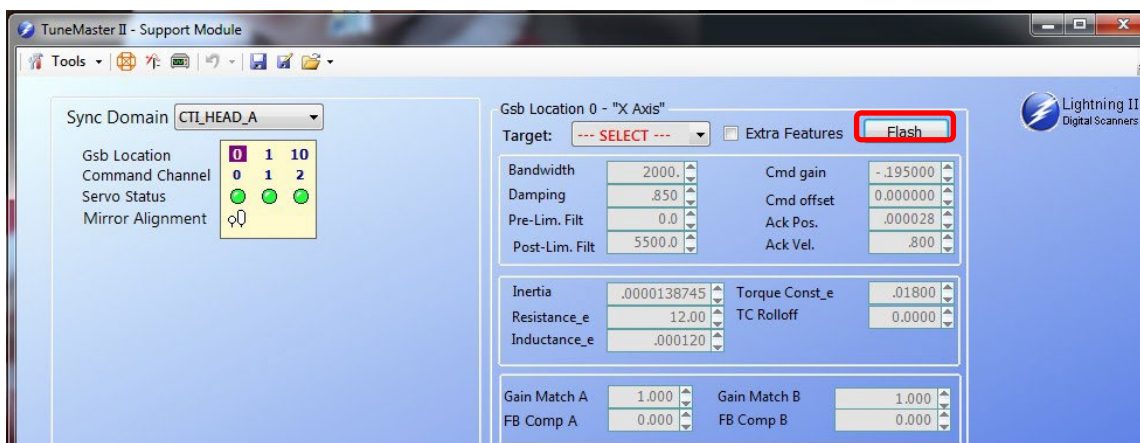 TuneMaster II - Support Module
Tools
Sync Domain CTI_HEAD_A
Gsb Location 0 1 10
Command Channel 0 1 2
Servo Status
Mirror Alignment
Gsb Location 0 - "X Axis"
Target: --- SELECT --- Extra Features Flash
Bandwidth 2000. Cmd gain -.195000
Damping .850 Cmd offset 0.000000
Pre-Lim. Filt 0.0 Ack Pos. .000028
Post-Lim. Filt 5500.0 Ack Vel. .800
Inertia .0000138745 Torque Const_e .01800
Resistance_e 12.00 TC Rolloff 0.0000
Inductance_e .000120
Gain Match A 1.000 Gain Match B 1.000
FB Comp A 0.000 FB Comp B 0.000
Lightning II
Digital Scanners